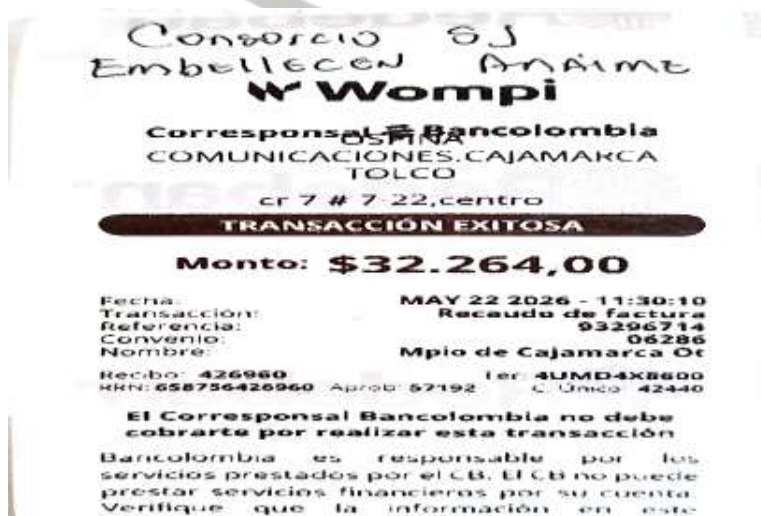 Consorcio SJ
Embellecen Anaime
Wompi
Corresponsal Bancolombia
OSPINA
COMUNICACIONES.CAJAMARCA
TOLCO
cr 7 # 7-22,centro
TRANSACCIÓN EXITOSA
Monto: $32.264,00
Fecha: MAY 22 2026 - 11:30:10
Transacción: Recaudo de factura
Referencia: 93296714
Convenio: 06286
Nombre: Mpio de Cajamarca Ot
Recibo: 426960 Ter: 4UMD4X8600
RRN: 658756426960 Aprob: 57192 C. Único: 42440
El Corresponsal Bancolombia no debe
cobrarte por realizar esta transacción
Bancolombia es responsable por los
servicios prestados por el CB. El CB no puede
prestar servicios financieros por su cuenta.
Verifique que la información en este